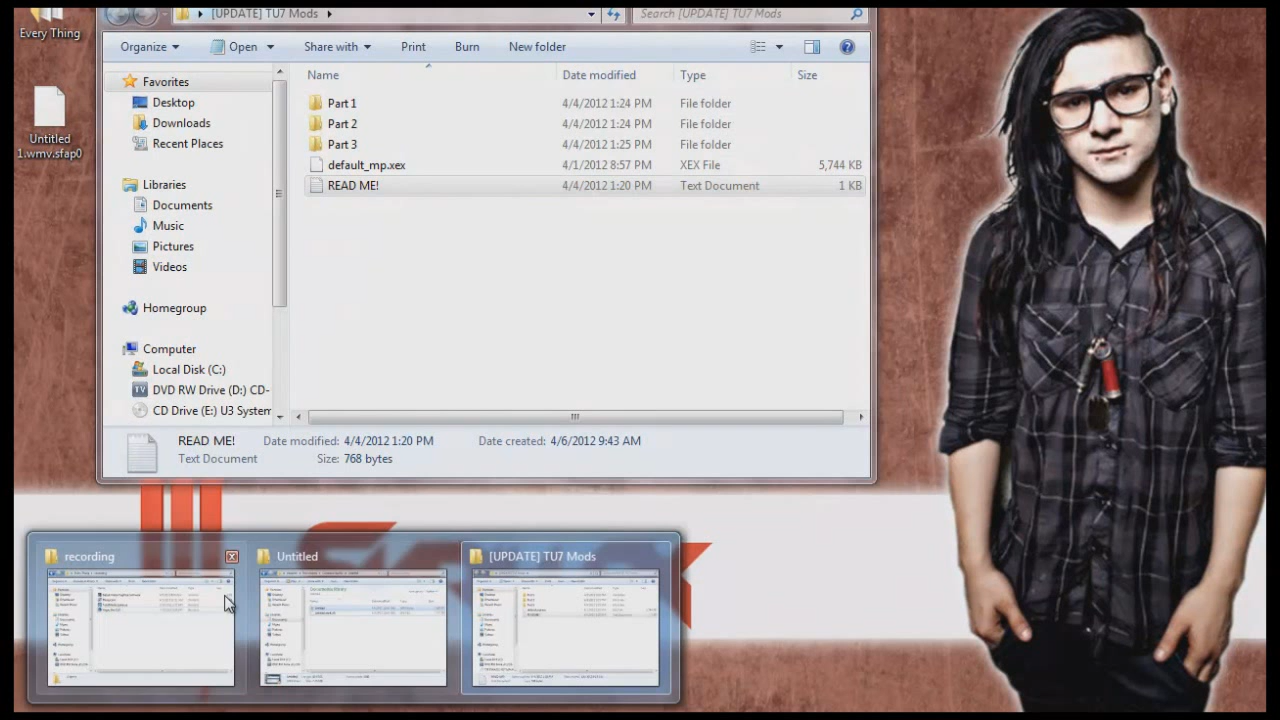 Every Thing
Untitled
1.wmv.sfap0
[UPDATE] TU7 Mods
Search [UPDATE] TU7 Mods
Organize Open Share with Print Burn New folder
Name Date modified Type Size
Favorites
Desktop
Downloads
Recent Places
Libraries
Documents
Music
Pictures
Videos
Homegroup
Computer
Local Disk (C:)
DVD RW Drive (D:) CD-
CD Drive (E:) U3 System
Part 1 4/4/2012 1:24 PM File folder
Part 2 4/4/2012 1:24 PM File folder
Part 3 4/4/2012 1:25 PM File folder
default_mp.xex 4/1/2012 8:57 PM XEX File 5,744 KB
READ ME! 4/4/2012 1:20 PM Text Document 1 KB
READ ME! Date modified: 4/4/2012 1:20 PM Date created: 4/6/2012 9:43 AM
Text Document Size: 768 bytes
recording Untitled [UPDATE] TU7 Mods